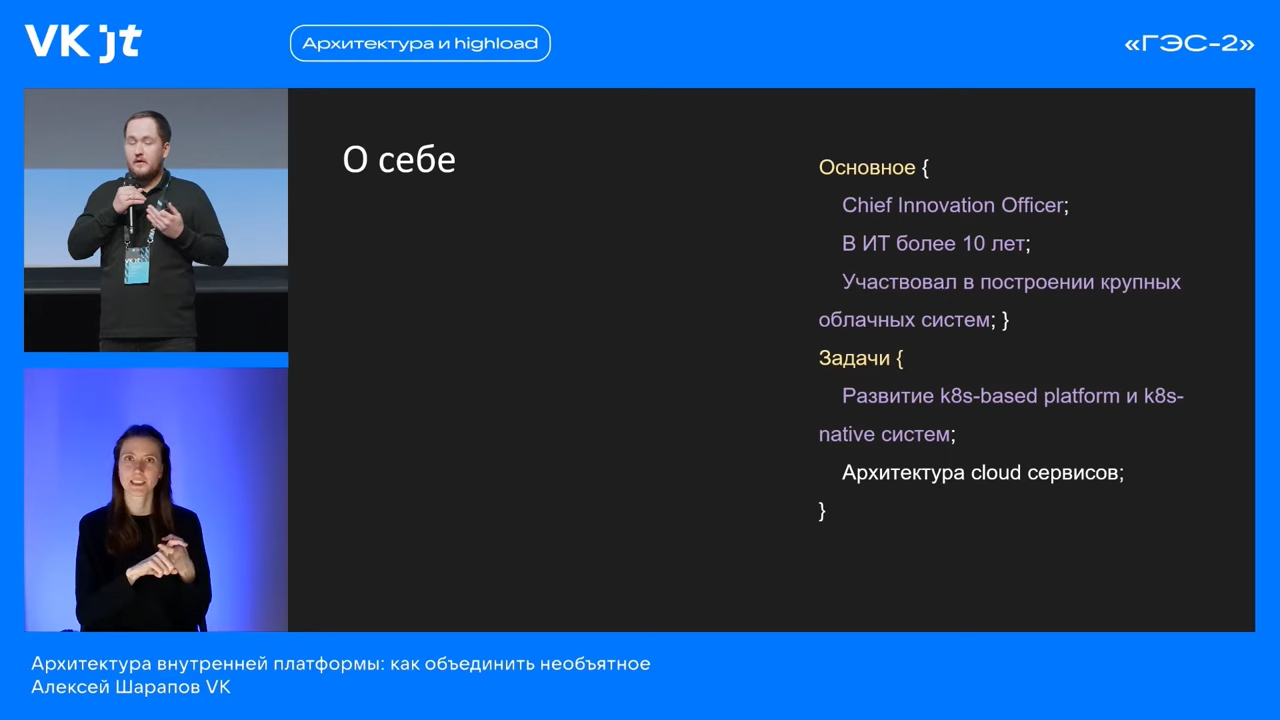 VK jt
Архитектура и highload
«ГЭС-2»
О себе
Основное {
Chief Innovation Officer;
В ИТ более 10 лет;
Участвовал в построении крупных
облачных систем; }
Задачи {
Развитие k8s-based platform и k8s-
native систем;
Архитектура cloud сервисов;
}
VK jt
Архитектура внутренней платформы: как объединить необъятное
Алексей Шарапов VK